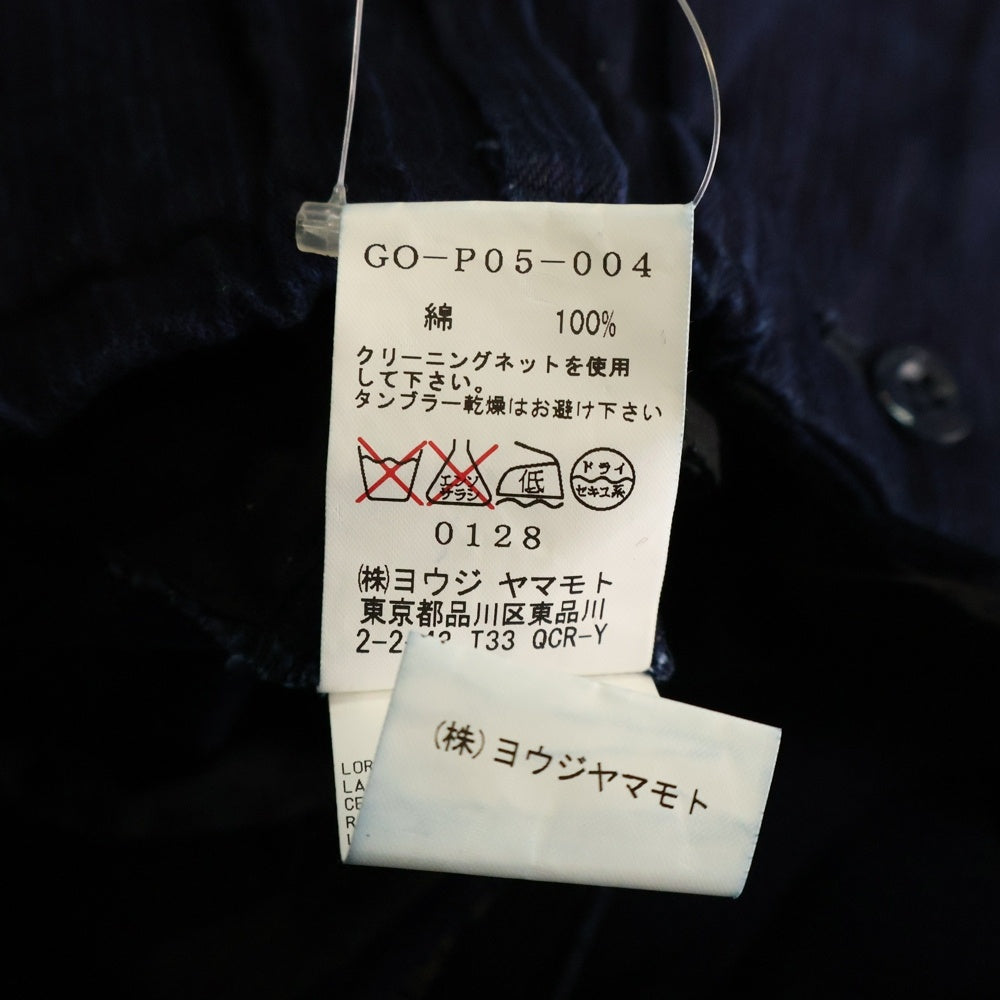 GO-P05-004
綿 100%
クリーニングネットを使用
して下さい。
タンブラー乾燥はお避け下さい
エンソ
サラシ
低
ドライ
セキユ系
0128
㈱ヨウジ ヤマモト
東京都品川区東品川
T33 QCR-Y
(株)ヨウジヤマモト